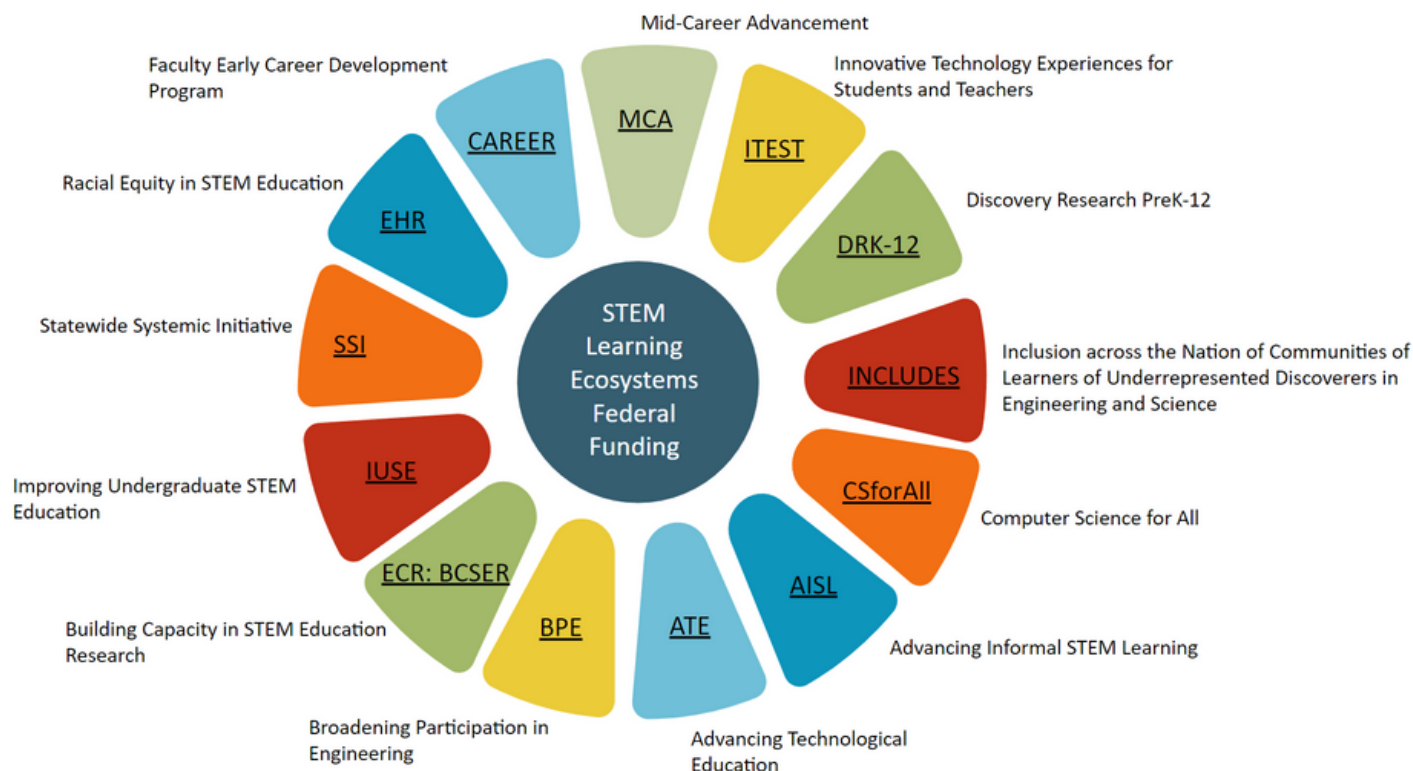 Mid-Career Advancement
MCA
Innovative Technology Experiences for
Students and Teachers
ITEST
Discovery Research PreK-12
DRK-12
Inclusion across the Nation of Communities of
Learners of Underrepresented Discoverers in
Engineering and Science
INCLUDES
Computer Science for All
CSforAll
Advancing Informal STEM Learning
AISL
Advancing Technological
Education
ATE
Broadening Participation in
Engineering
BPE
Building Capacity in STEM Education
Research
ECR: BCSER
Improving Undergraduate STEM
Education
IUSE
Statewide Systemic Initiative
SSI
Racial Equity in STEM Education
EHR
Faculty Early Career Development
Program
CAREER
STEM
Learning
Ecosystems
Federal
Funding